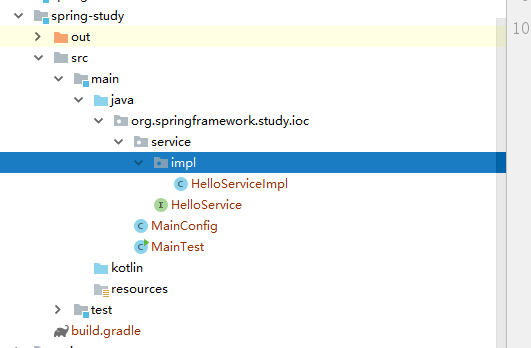 spring-study
out
src
main
java
org.springframework.study.ioc
service
impl
HelloServiceImpl
HelloService
MainConfig
MainTest
kotlin
resources
test
build.gradle
10